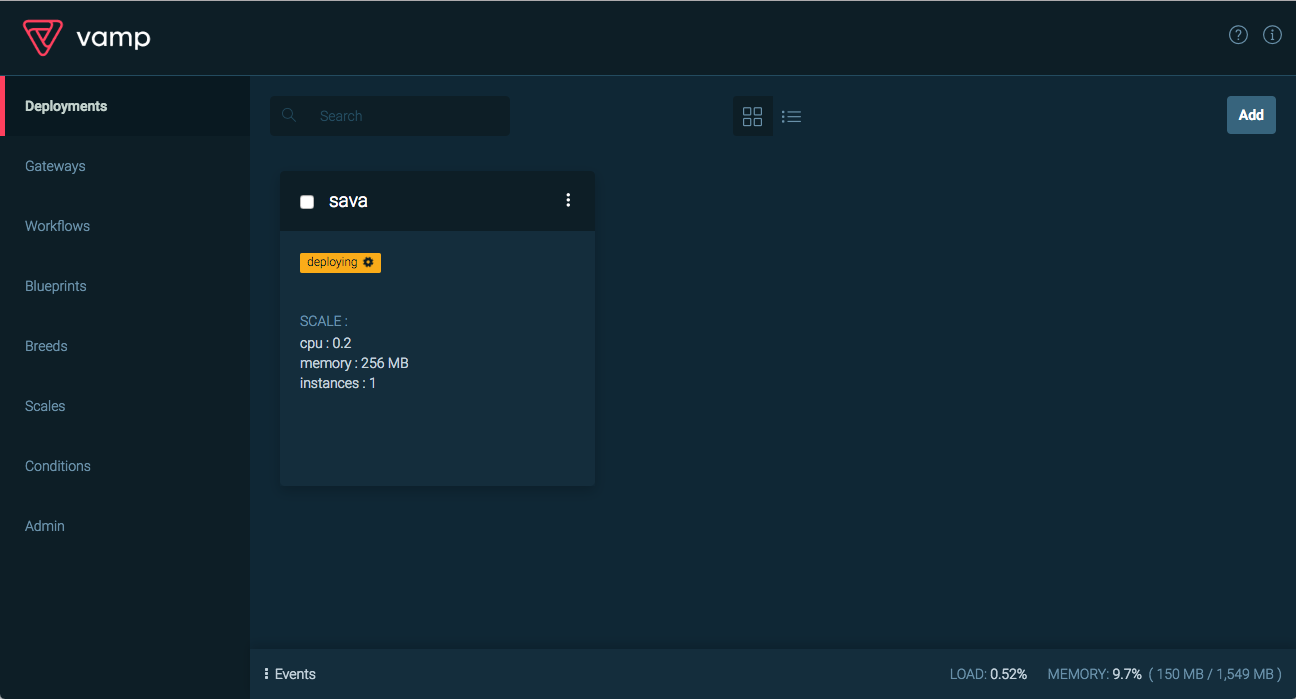 vamp
Deployments
Gateways
Workflows
Blueprints
Breeds
Scales
Conditions
Admin
Search
Add
sava
deploying
SCALE :
cpu : 0.2
memory : 256 MB
instances : 1
Events
LOAD: 0.52% MEMORY: 9.7% ( 150 MB / 1,549 MB )